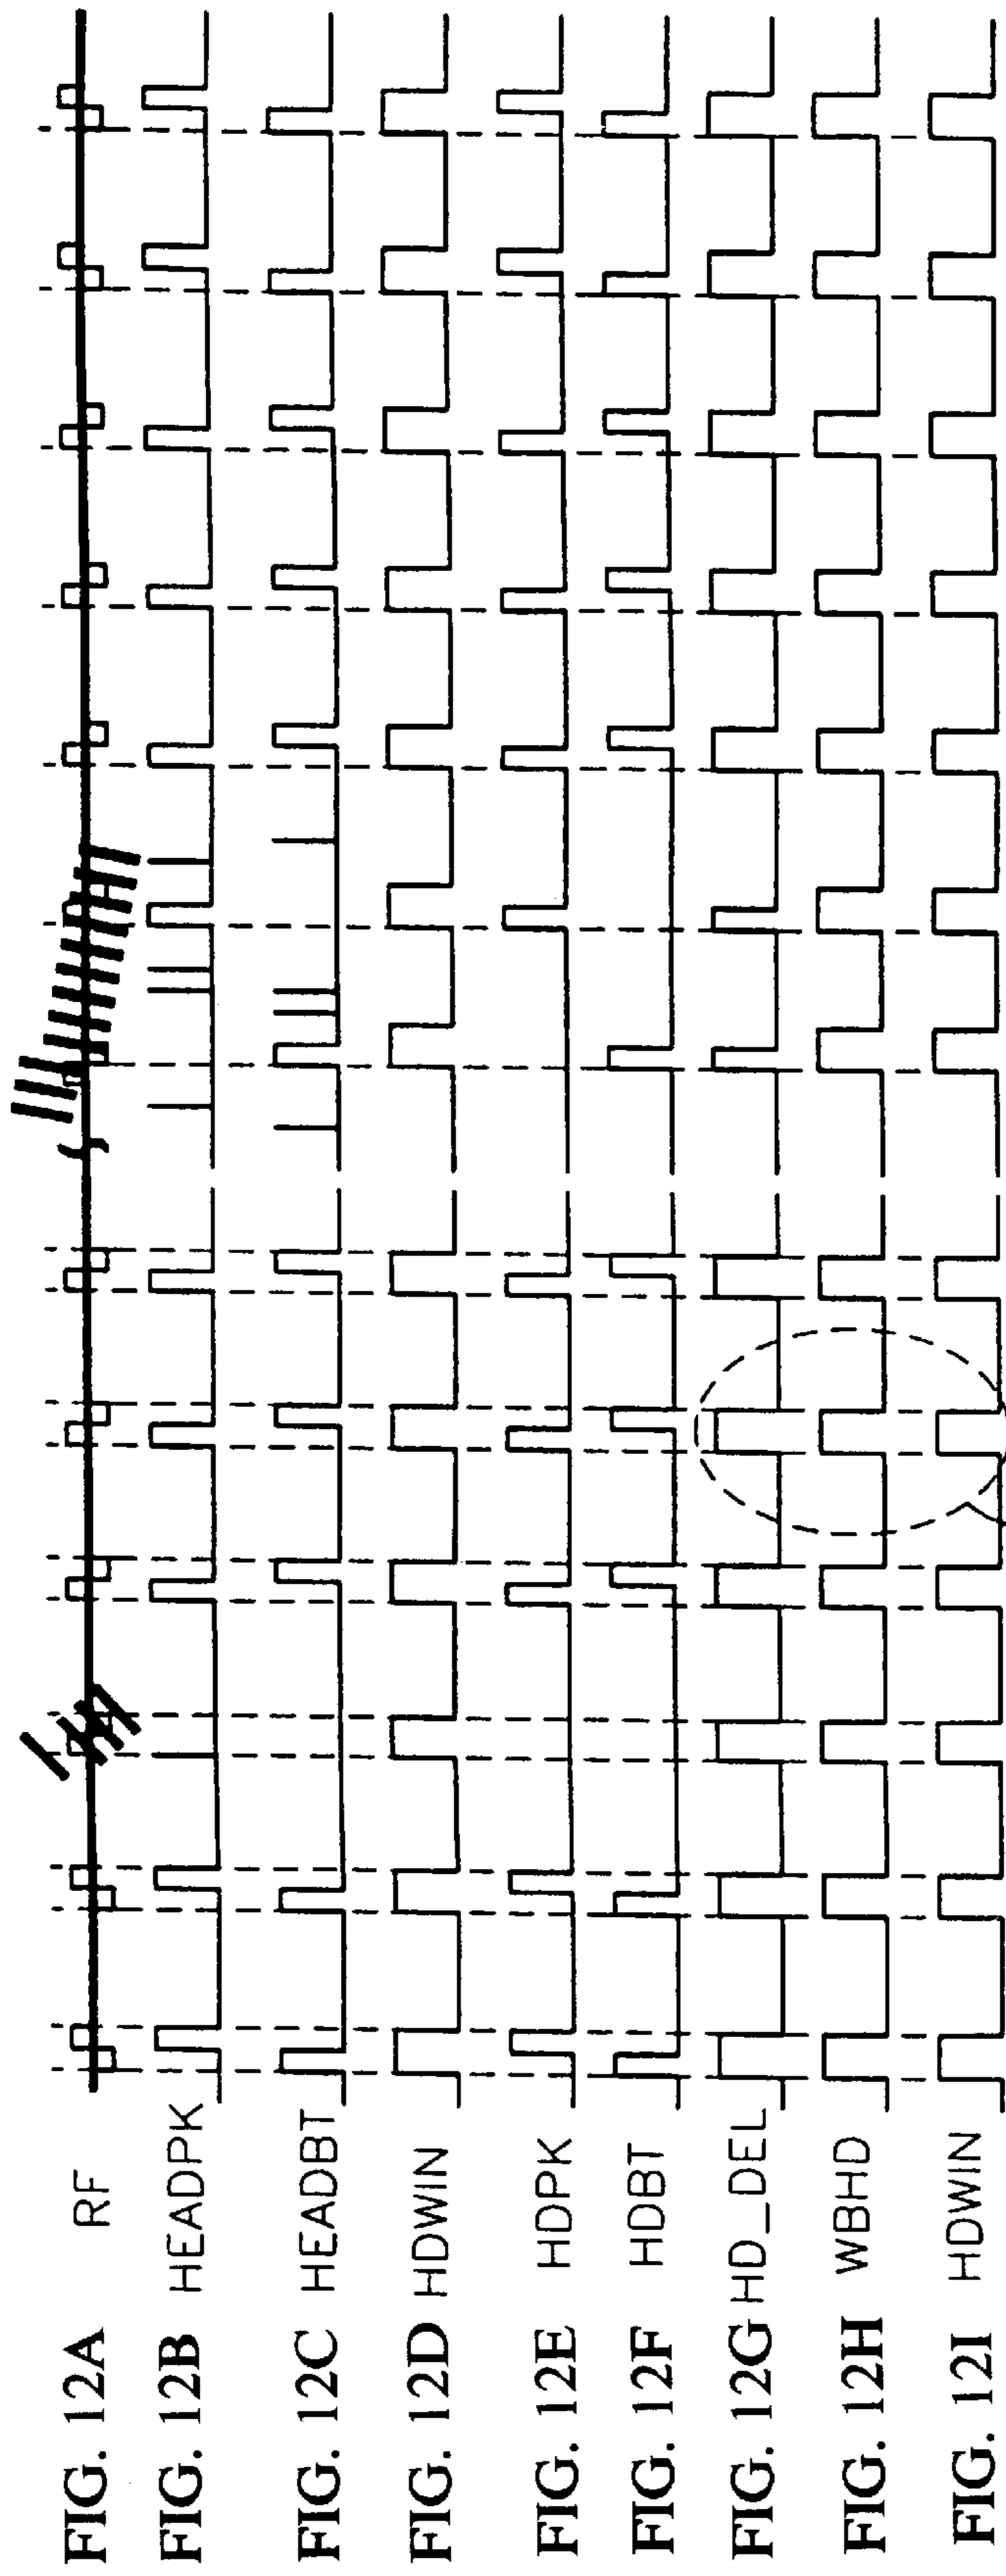 FIG. 12A RF
FIG. 12B HEADPK
FIG. 12C HEADBT
FIG. 12D HDWIN
FIG. 12E HDPK
FIG. 12F HDBT
FIG. 12G HD_DEL
FIG. 12H WBHD
FIG. 12I HDWIN